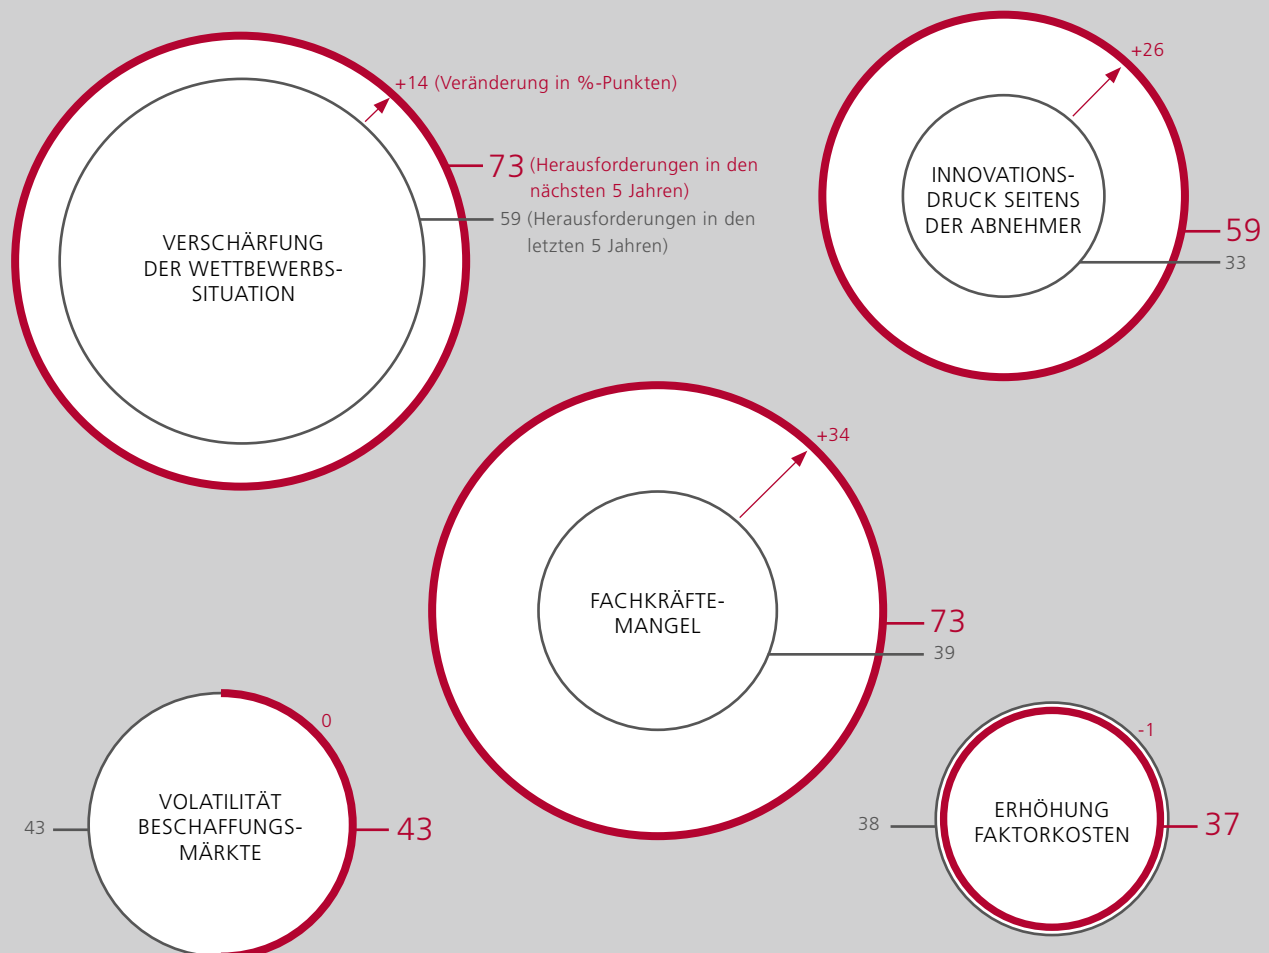 +14 (Veränderung in %-Punkten)
73 (Herausforderungen in den
nächsten 5 Jahren)
59 (Herausforderungen in den
letzten 5 Jahren)
VERSCHÄRFUNG
DER WETTBEWERBS-
SITUATION
+26
INNOVATIONS-
DRUCK SEITENS
DER ABNEHMER
59
33
+34
FACHKRÄFTE-
MANGEL
73
39
0
VOLATILITÄT
BESCHAFFUNGS-
MÄRKTE
43
43
-1
ERHÖHUNG
FAKTORKOSTEN
38
37